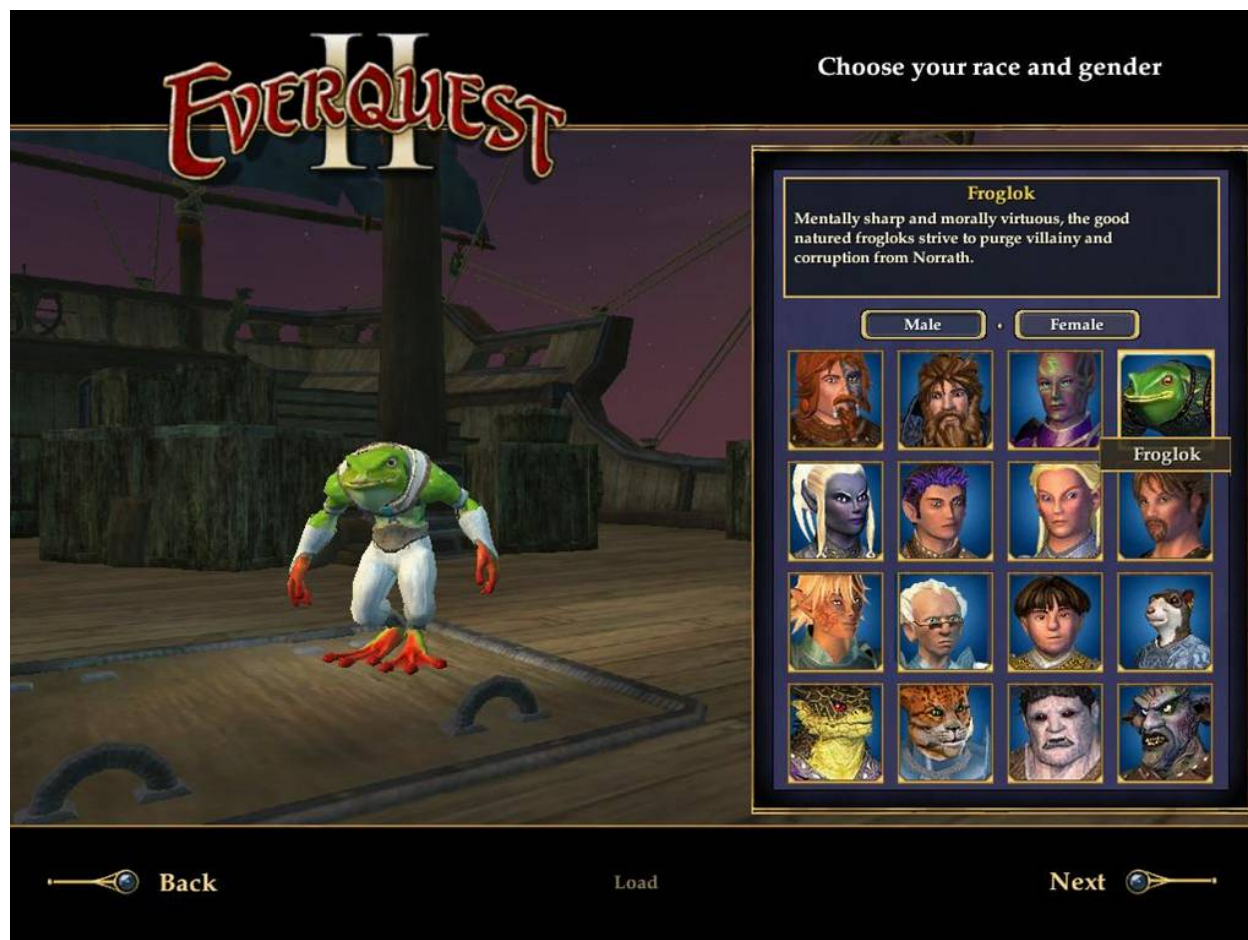 EVERQUEST
II
Choose your race and gender
Froglok
Mentally sharp and morally virtuous, the good
natured frogloks strive to purge villainy and
corruption from Norrath.
Male Female
Froglok
Back Load Next